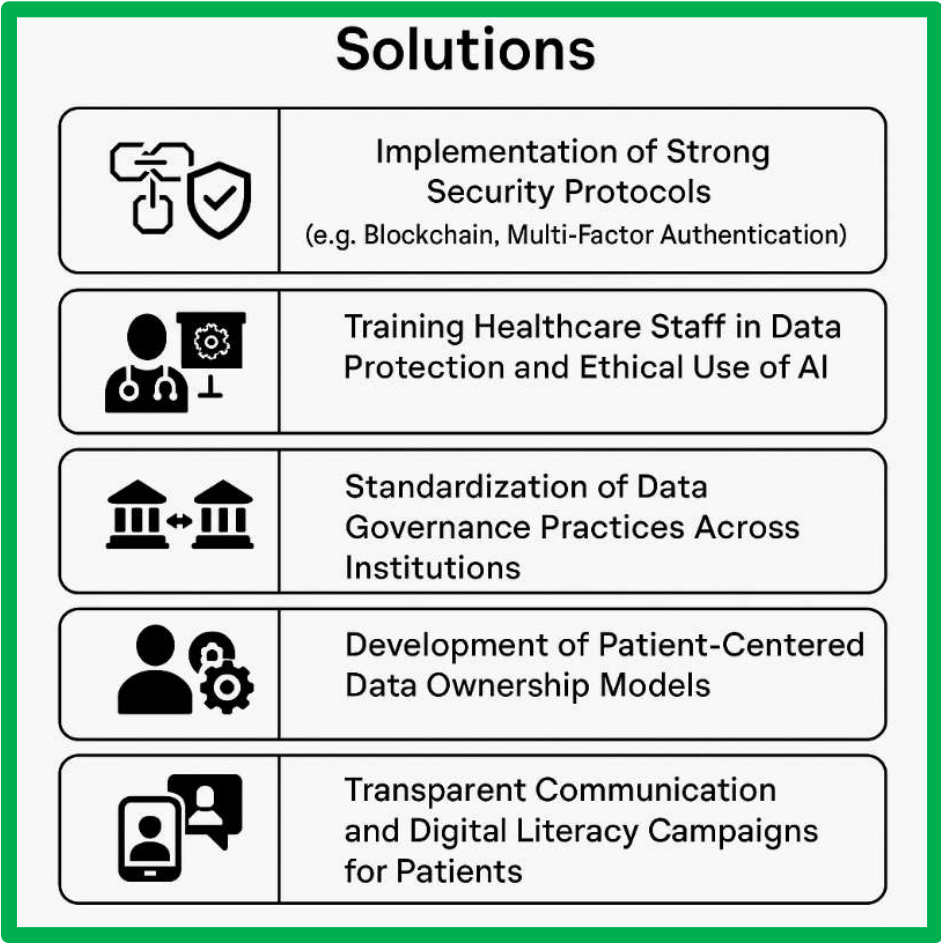 Solutions
Implementation of Strong
Security Protocols
(e.g. Blockchain, Multi-Factor Authentication)
Training Healthcare Staff in Data
Protection and Ethical Use of AI
Standardization of Data
Governance Practices Across
Institutions
Development of Patient-Centered
Data Ownership Models
Transparent Communication
and Digital Literacy Campaigns
for Patients